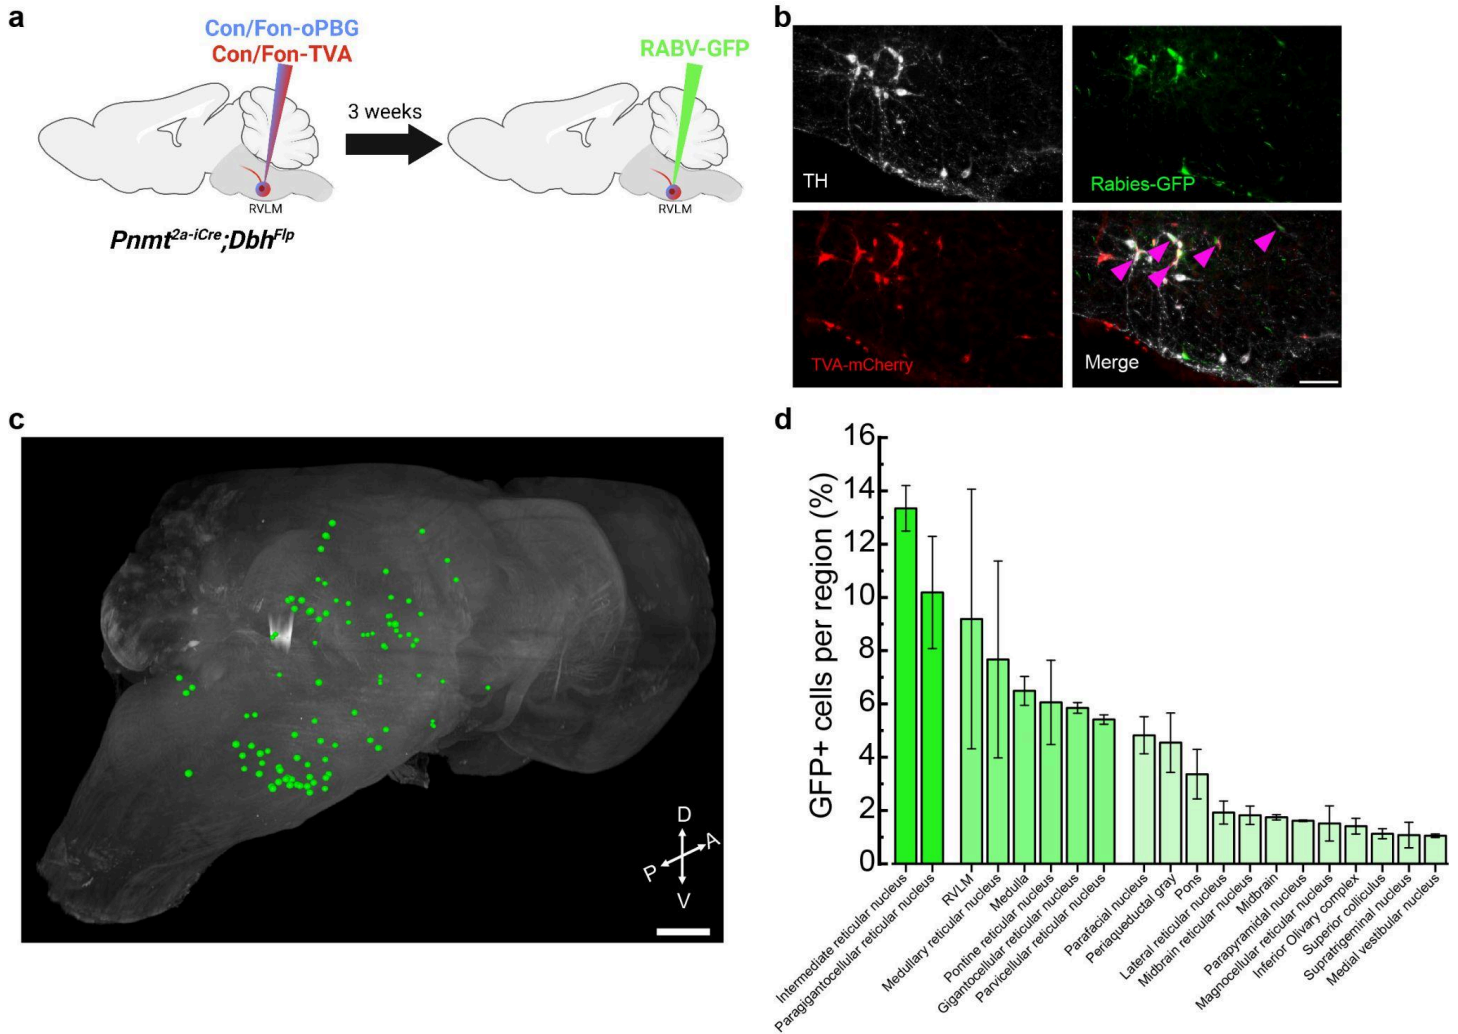 a
Con/Fon-oPBG
Con/Fon-TVA
RABV-GFP
3 weeks
RVLM
RVLM
Pnmt2a-iCre;DbhFlp
b
TH
Rabies-GFP
TVA-mCherry
Merge
c
D
A
P
V
d
GFP+ cells per region (%)
16
14
12
10
8
6
4
2
0
Intermediate reticular nucleus
Paragigantocellular reticular nucleus
RVLM
Medullary reticular nucleus
Medulla
Pontine reticular nucleus
Gigantocellular reticular nucleus
Parvicellular reticular nucleus
Parafacial nucleus
Periaqueductal gray
Pons
Lateral reticular nucleus
Midbrain reticular nucleus
Midbrain
Parapyramidal nucleus
Magnocellular reticular nucleus
Inferior Olivary complex
Superior colliculus
Supratrigeminal nucleus
Medial vestibular nucleus